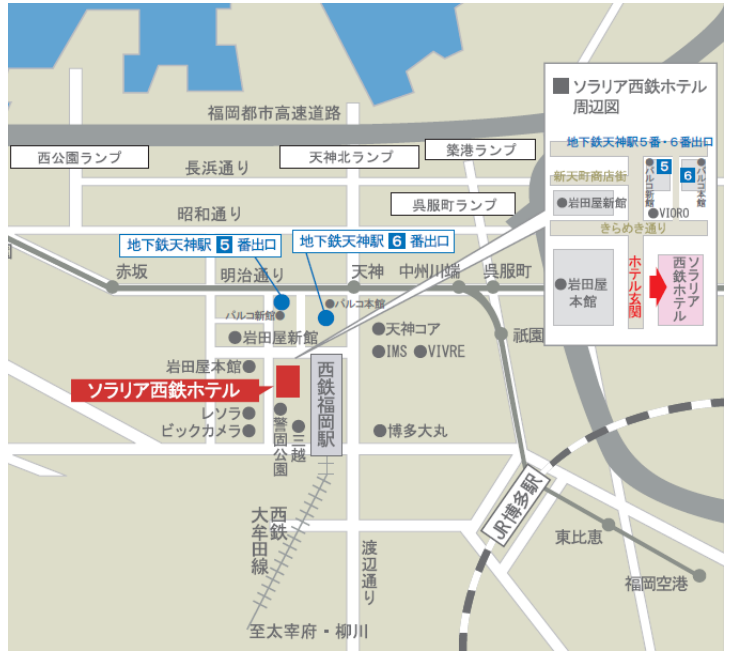 福岡都市高速道路
西公園ランプ
長浜通り
天神北ランプ
築港ランプ
呉服町ランプ
昭和通り
地下鉄天神駅 5 番出口
地下鉄天神駅 6 番出口
赤坂
明治通り
天神
中州川端
呉服町
祇園
パルコ新館
パルコ本館
岩田屋新館
天神コア
IMS
VIVRE
岩田屋本館
ソラリア西鉄ホテル
西鉄福岡駅
レソラ
ビックカメラ
警固公園
三越
博多大丸
JR博多駅
西鉄
大牟田線
渡辺通り
東比恵
福岡空港
至太宰府・柳川
ソラリア西鉄ホテル
周辺図
地下鉄天神駅5番・6番出口
新天町商店街
パルコ新館
5
6
パルコ本館
岩田屋新館
VIORO
きらめき通り
岩田屋
本館
ホテル玄関
ソラリア
西鉄ホテル